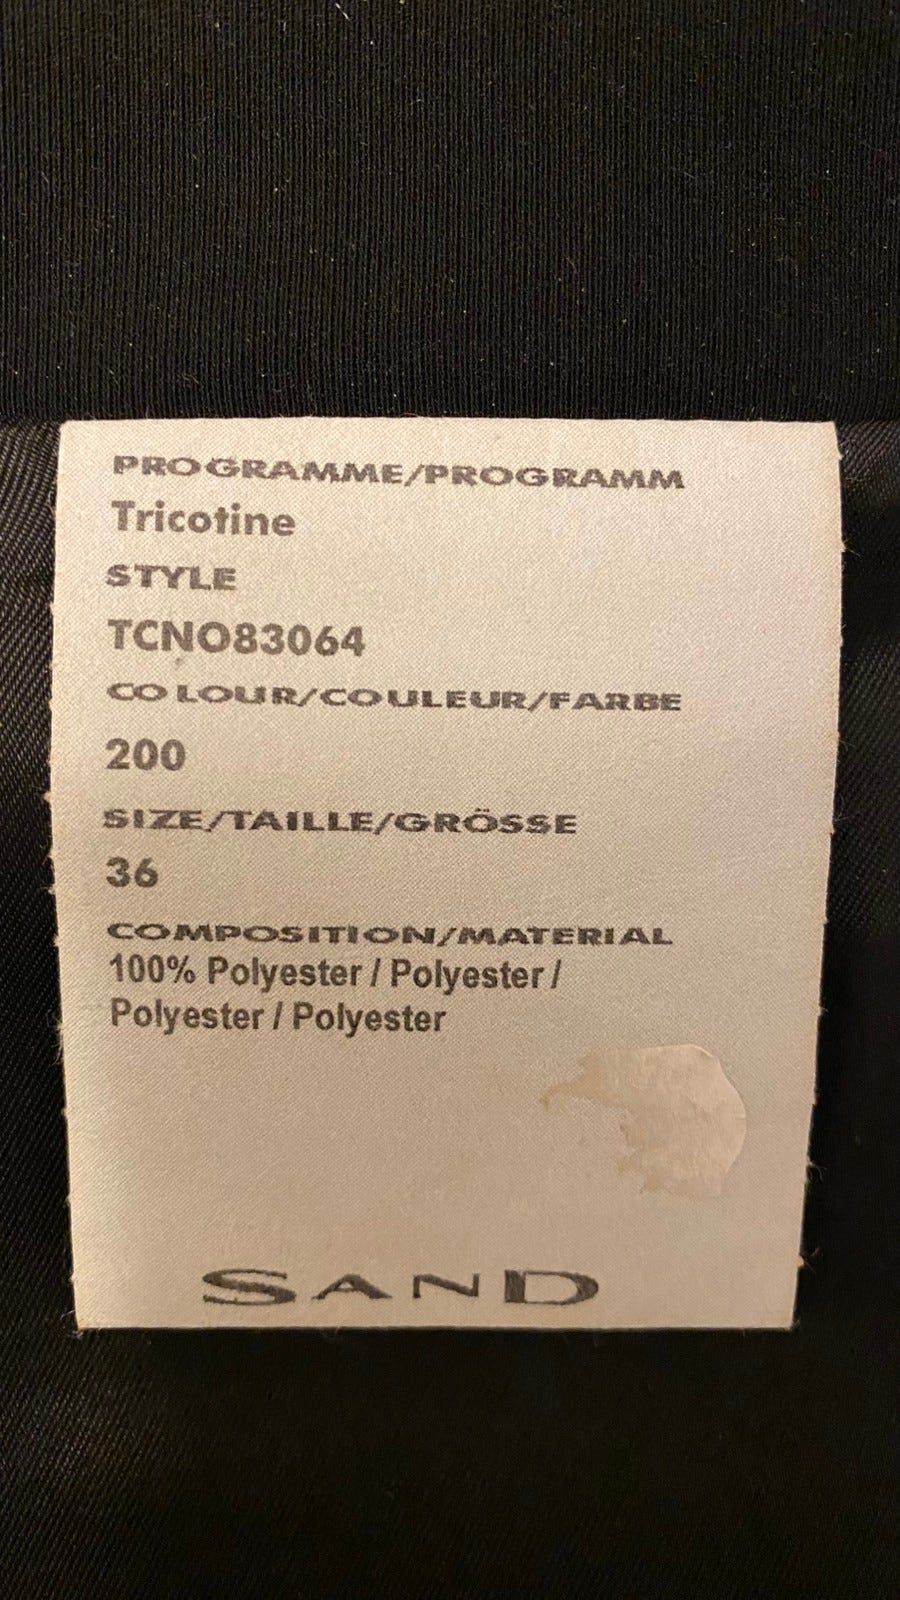 PROGRAMME/PROGRAMM
Tricotine
STYLE
TCNO83064
COLOUR/COULEUR/FARBE
200
SIZE/TAILLE/GRÖSSE
36
COMPOSITION/MATERIAL
100% Polyester / Polyester /
Polyester / Polyester
SAND